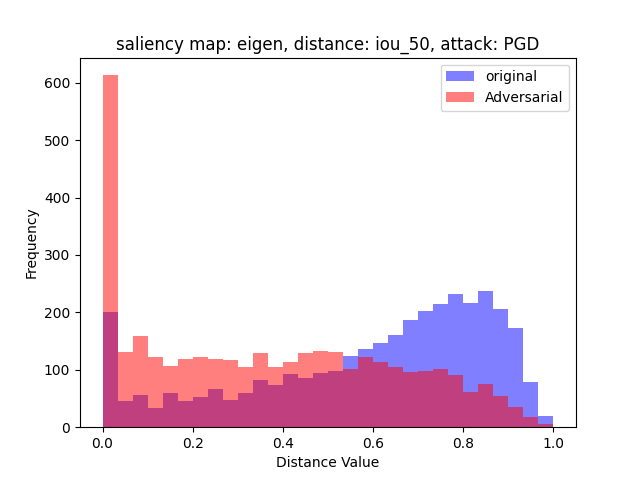 saliency map: eigen, distance: iou_50, attack: PGD
original
Adversarial
600
500
400
300
200
100
0
Frequency
0.0 0.2 0.4 0.6 0.8 1.0
Distance Value